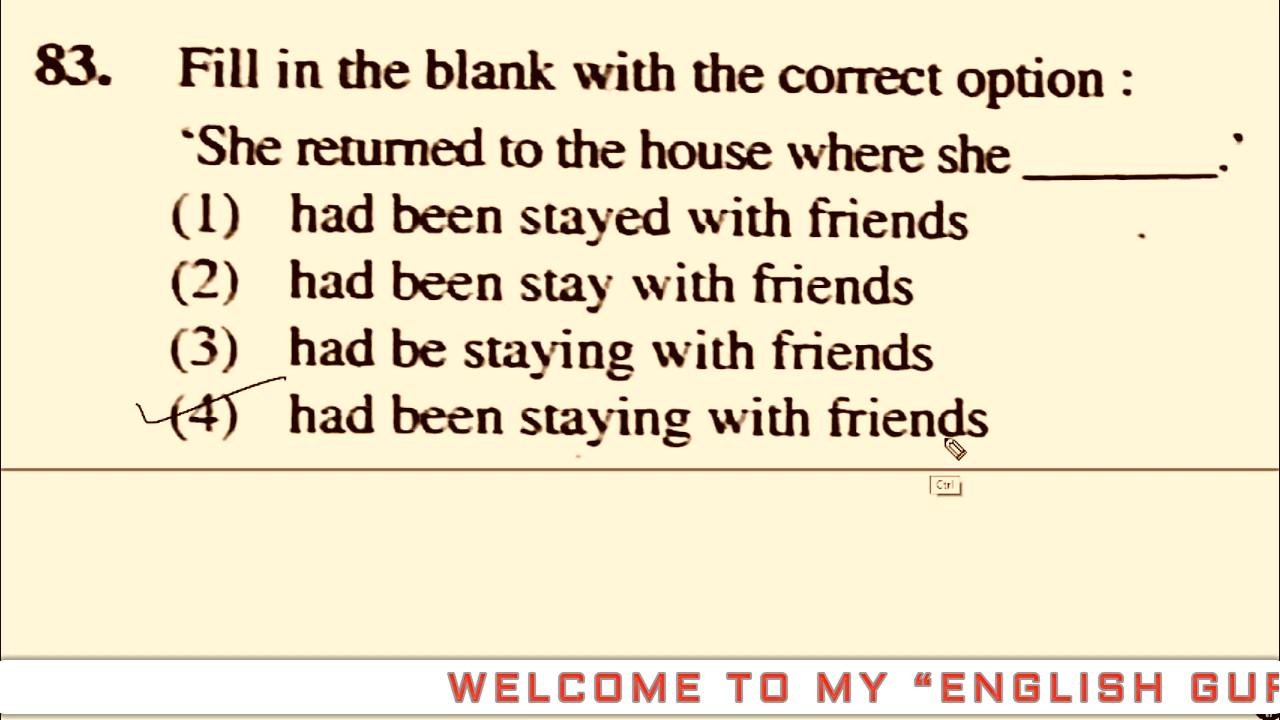 83. Fill in the blank with the correct option :
‘She returned to the house where she ________.’
(1) had been stayed with friends
(2) had been stay with friends
(3) had be staying with friends
(4) had been staying with friends
Ctrl
WELCOME TO MY “ENGLISH